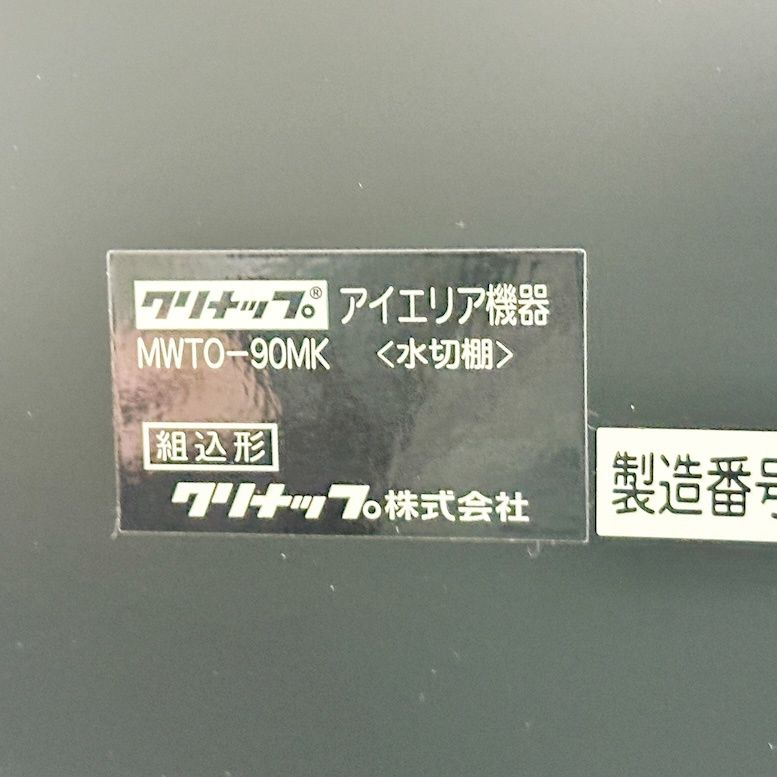 クリナップ® アイエリア機器
MWTO-90MK <水切棚>
組込形
クリナップ株式会社
製造番号